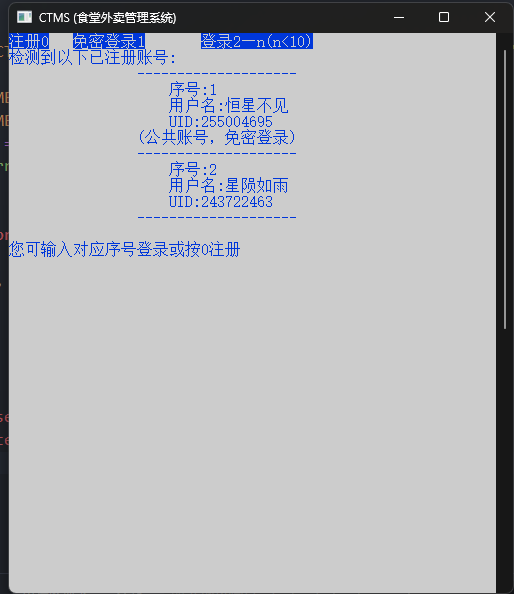 CTMS (食堂外卖管理系统)
注册0 免密登录1 登录2一n(n<10)
检测到以下已注册账号:
--------------------
序号:1
用户名:恒星不见
UID:255004695
(公共账号，免密登录)
--------------------
序号:2
用户名:星陨如雨
UID:243722463
--------------------
您可输入对应序号登录或按0注册